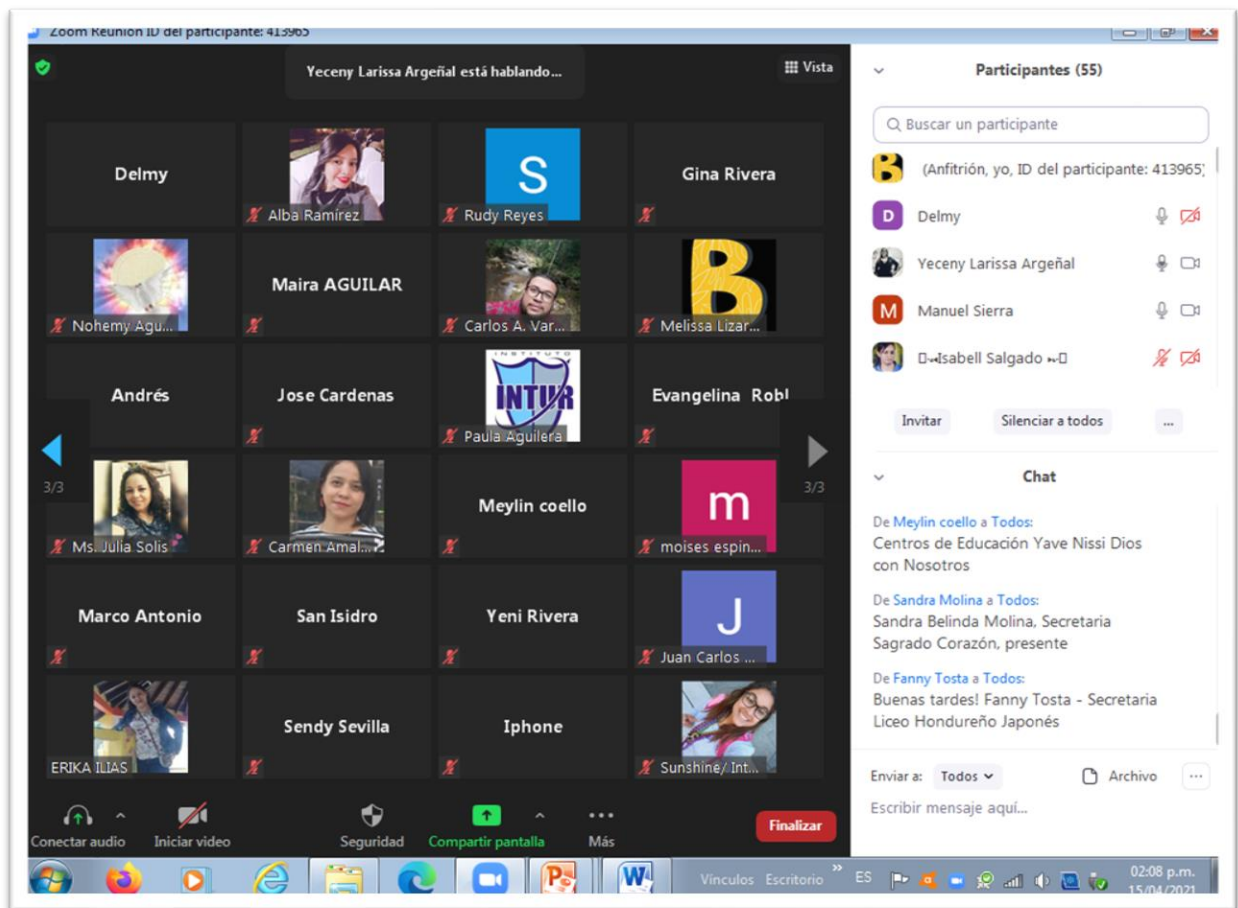 Zoom Reunión ID del participante: 413965
Yeceny Larissa Argeñal está hablando...
Vista
Delmy
Alba Ramírez
S
Rudy Reyes
Gina Rivera
Nohemy Agu...
Maira AGUILAR
Carlos A. Var...
B
Melissa Lizar...
Andrés
Jose Cardenas
INSTITUTO
INTUR
Paula Aguilera
Evangelina Robl
3/3
Ms. Julia Solis
Carmen Amal...
Meylin coello
m
moises espin...
3/3
Marco Antonio
San Isidro
Yeni Rivera
J
Juan Carlos ...
ERIKA ILIAS
Sendy Sevilla
Iphone
Sunshine/ Int...
Conectar audio
Iniciar video
Seguridad
Compartir pantalla
Más
Finalizar
Participantes (55)
Buscar un participante
B
(Anfitrión, yo, ID del participante: 413965)
D
Delmy
Yeceny Larissa Argeñal
M
Manuel Sierra
Isabell Salgado
Invitar
Silenciar a todos
...
Chat
De Meylin coello a Todos:
Centros de Educación Yave Nissi Dios
con Nosotros
De Sandra Molina a Todos:
Sandra Belinda Molina, Secretaria
Sagrado Corazón, presente
De Fanny Tosta a Todos:
Buenas tardes! Fanny Tosta - Secretaria
Liceo Hondureño Japonés
Enviar a: Todos
Archivo
...
Escribir mensaje aquí...
Vínculos
Escritorio
»
ES
02:08 p.m.
15/04/2021